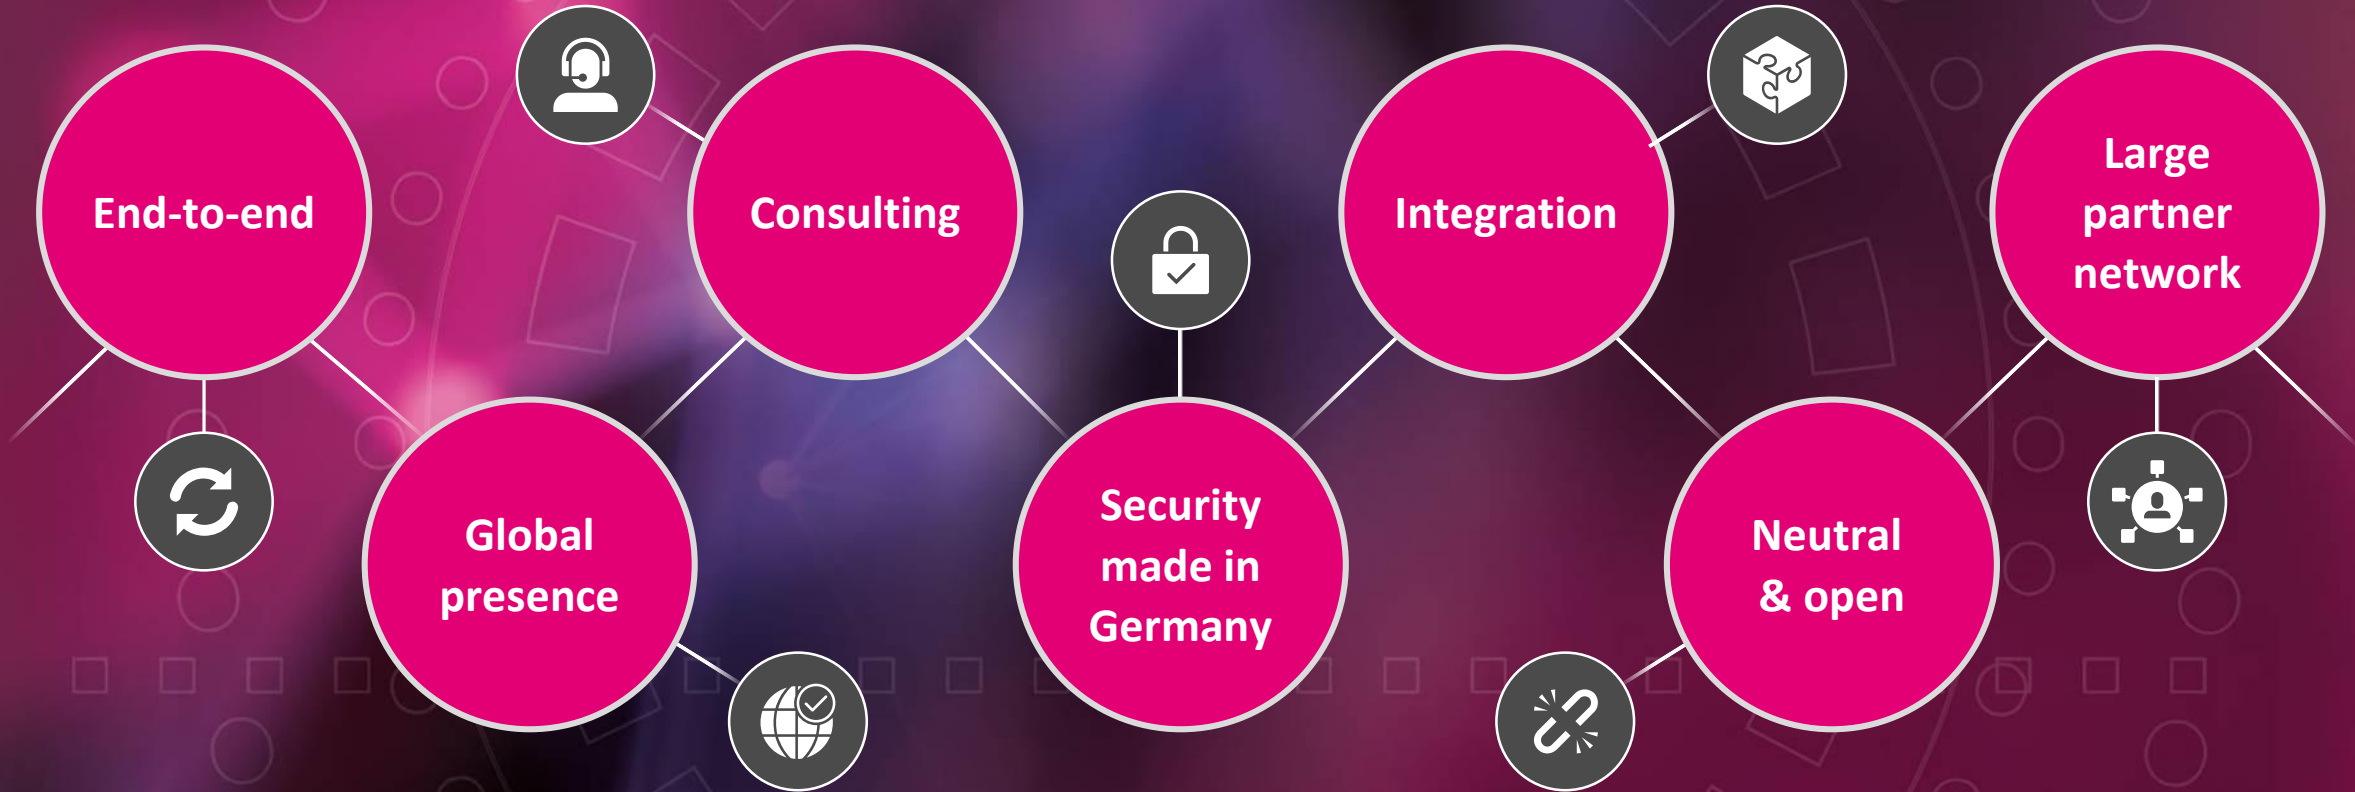 End-to-end
Global
presence
Consulting
Security
made in
Germany
Integration
Neutral
& open
Large
partner
network